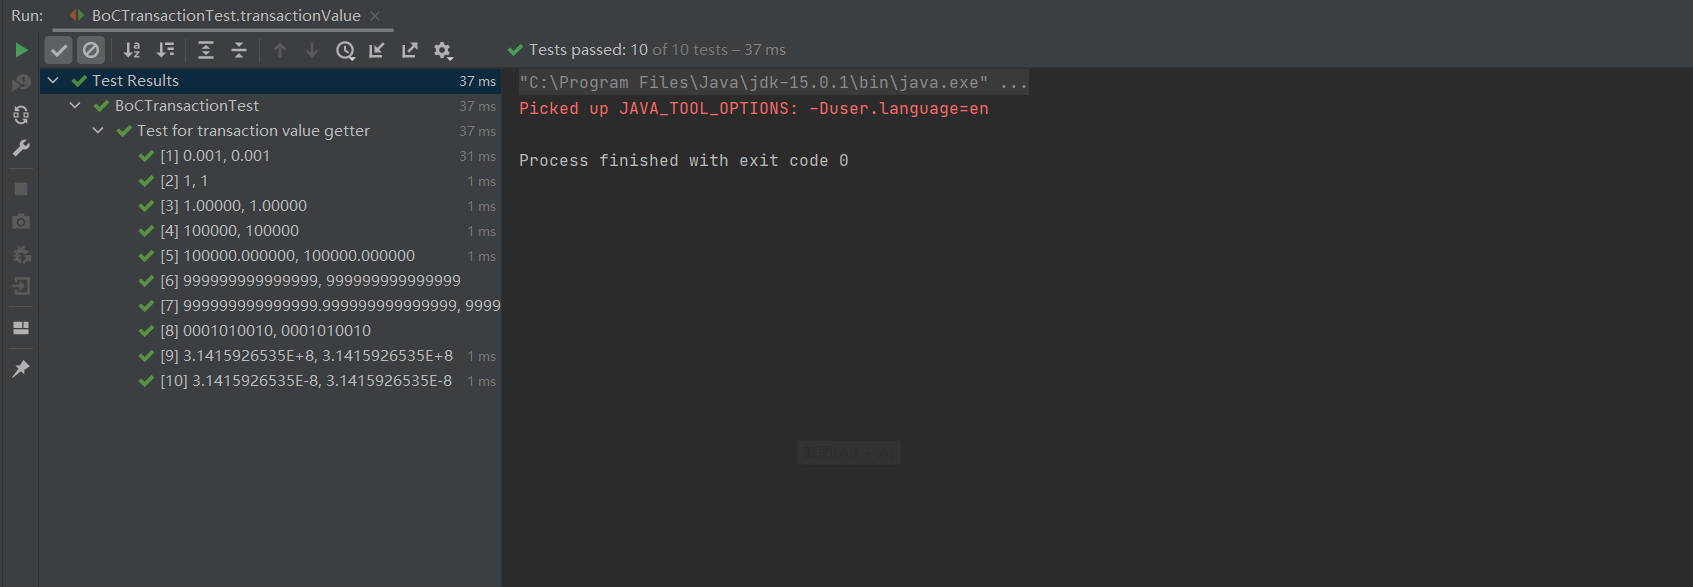 Run: BoCTransactionTest.transactionValue
Tests passed: 10 of 10 tests – 37 ms
Test Results 37 ms
BoCTransactionTest 37 ms
Test for transaction value getter 37 ms
[1] 0.001, 0.001 31 ms
[2] 1, 1 1 ms
[3] 1.00000, 1.00000 1 ms
[4] 100000, 100000 1 ms
[5] 100000.000000, 100000.000000 1 ms
[6] 999999999999999, 999999999999999
[7] 999999999999999.999999999999999, 9999
[8] 0001010010, 0001010010
[9] 3.1415926535E+8, 3.1415926535E+8 1 ms
[10] 3.1415926535E-8, 3.1415926535E-8 1 ms
"C:\Program Files\Java\jdk-15.0.1\bin\java.exe" ...
Picked up JAVA_TOOL_OPTIONS: -Duser.language=en
Process finished with exit code 0
截图(Alt + A)